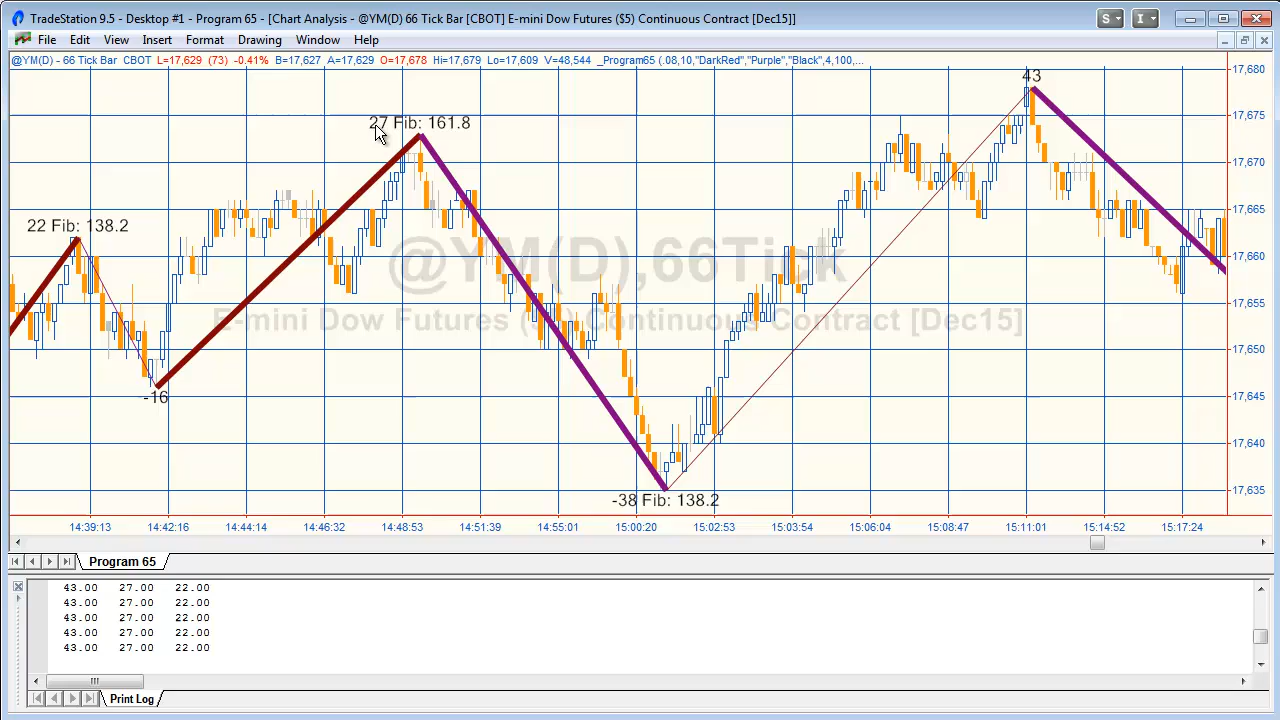 TradeStation 9.5 - Desktop #1 - Program 65 - [Chart Analysis - @YM(D) 66 Tick Bar [CBOT] E-mini Dow Futures ($5) Continuous Contract [Dec15]]
S I
File Edit View Insert Format Drawing Window Help
@YM(D) - 66 Tick Bar CBOT L=17,629 (73) -0.41% B=17,627 A=17,629 O=17,678 Hi=17,679 Lo=17,609 V=48,544 _Program65 (.08,10,"DarkRed","Purple","Black",4,100,...
17,680
43
17,675
27 Fib: 161.8
17,670
17,665
22 Fib: 138.2
17,660
@YM(D),66Tick
17,655
E-mini Dow Futures ($5) Continuous Contract [Dec15]
17,650
-16
17,645
17,640
17,635
-38 Fib: 138.2
14:39:13 14:42:16 14:44:14 14:46:32 14:48:53 14:51:39 14:55:01 15:00:20 15:02:53 15:03:54 15:06:04 15:08:47 15:11:01 15:14:52 15:17:24
Program 65
43.00 27.00 22.00
43.00 27.00 22.00
43.00 27.00 22.00
43.00 27.00 22.00
43.00 27.00 22.00
Print Log